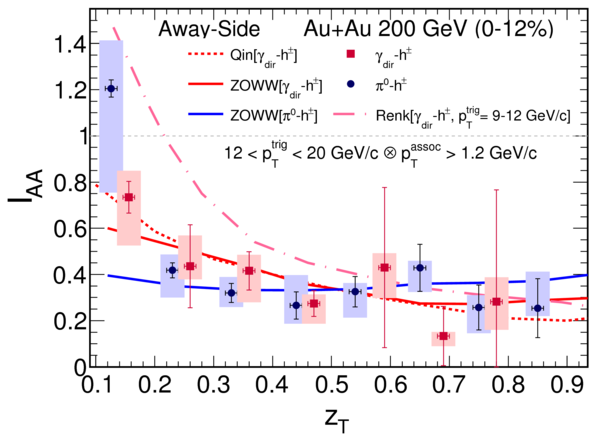 Away-Side Au+Au 200 GeV (0-12%)
Qin[γdir-h±] γdir-h±
ZOWW[γdir-h±] π0-h±
ZOWW[π0-h±] Renk[γdir-h±, pTtrig= 9-12 GeV/c]
12 < pTtrig < 20 GeV/c ⊗ pTassoc > 1.2 GeV/c
IAA
1.4
1.2
1
0.8
0.6
0.4
0.2
0
0.1 0.2 0.3 0.4 0.5 0.6 0.7 0.8 0.9
zT